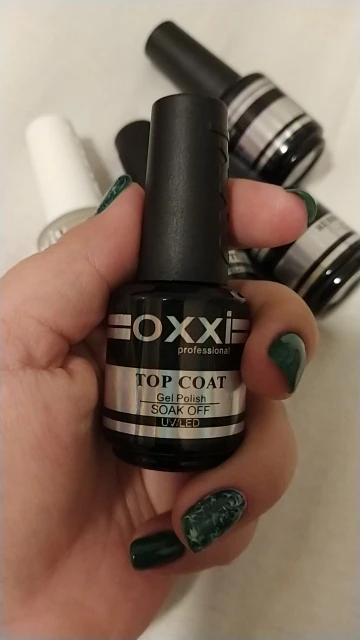 OXXI
professional
TOP COAT
Gel Polish
SOAK OFF
UV/LED